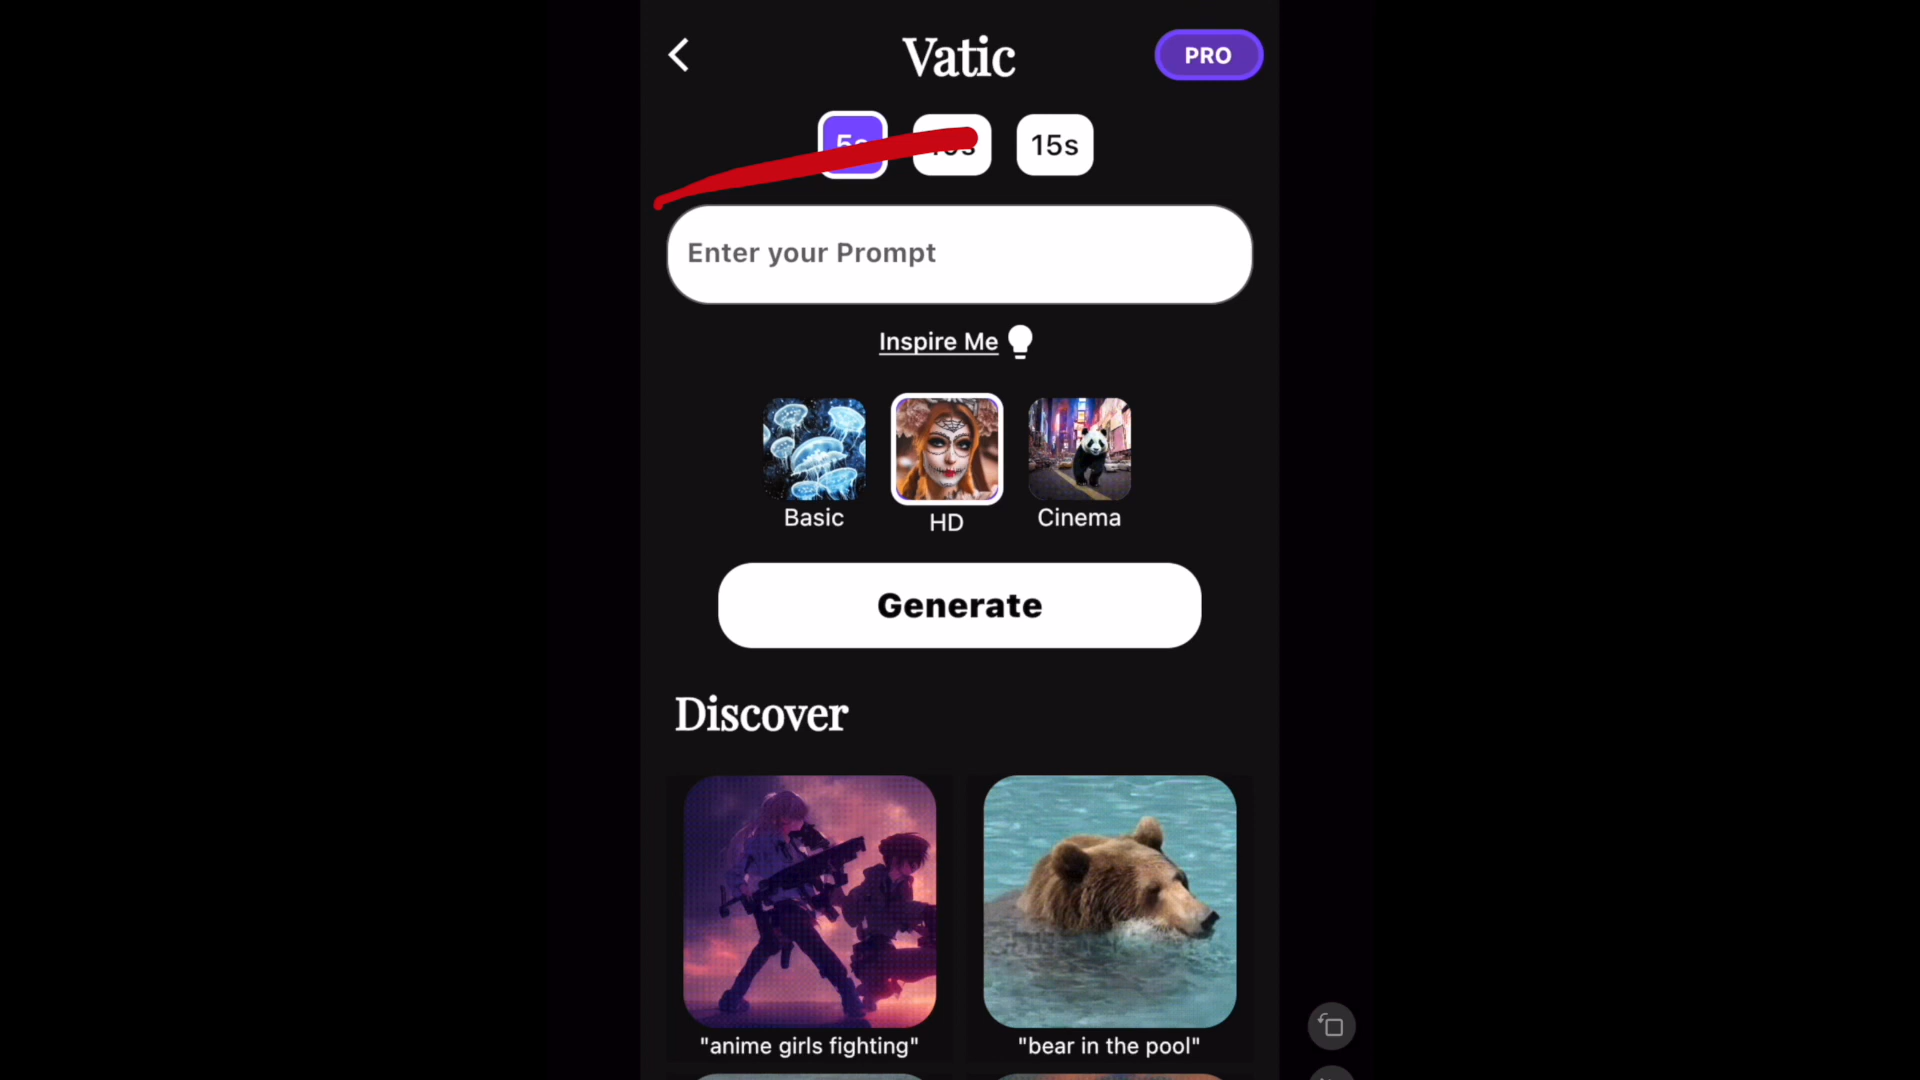 Vatic
PRO
15s
Enter your Prompt
Inspire Me
Basic
HD
Cinema
Generate
Discover
"anime girls fighting"
"bear in the pool"